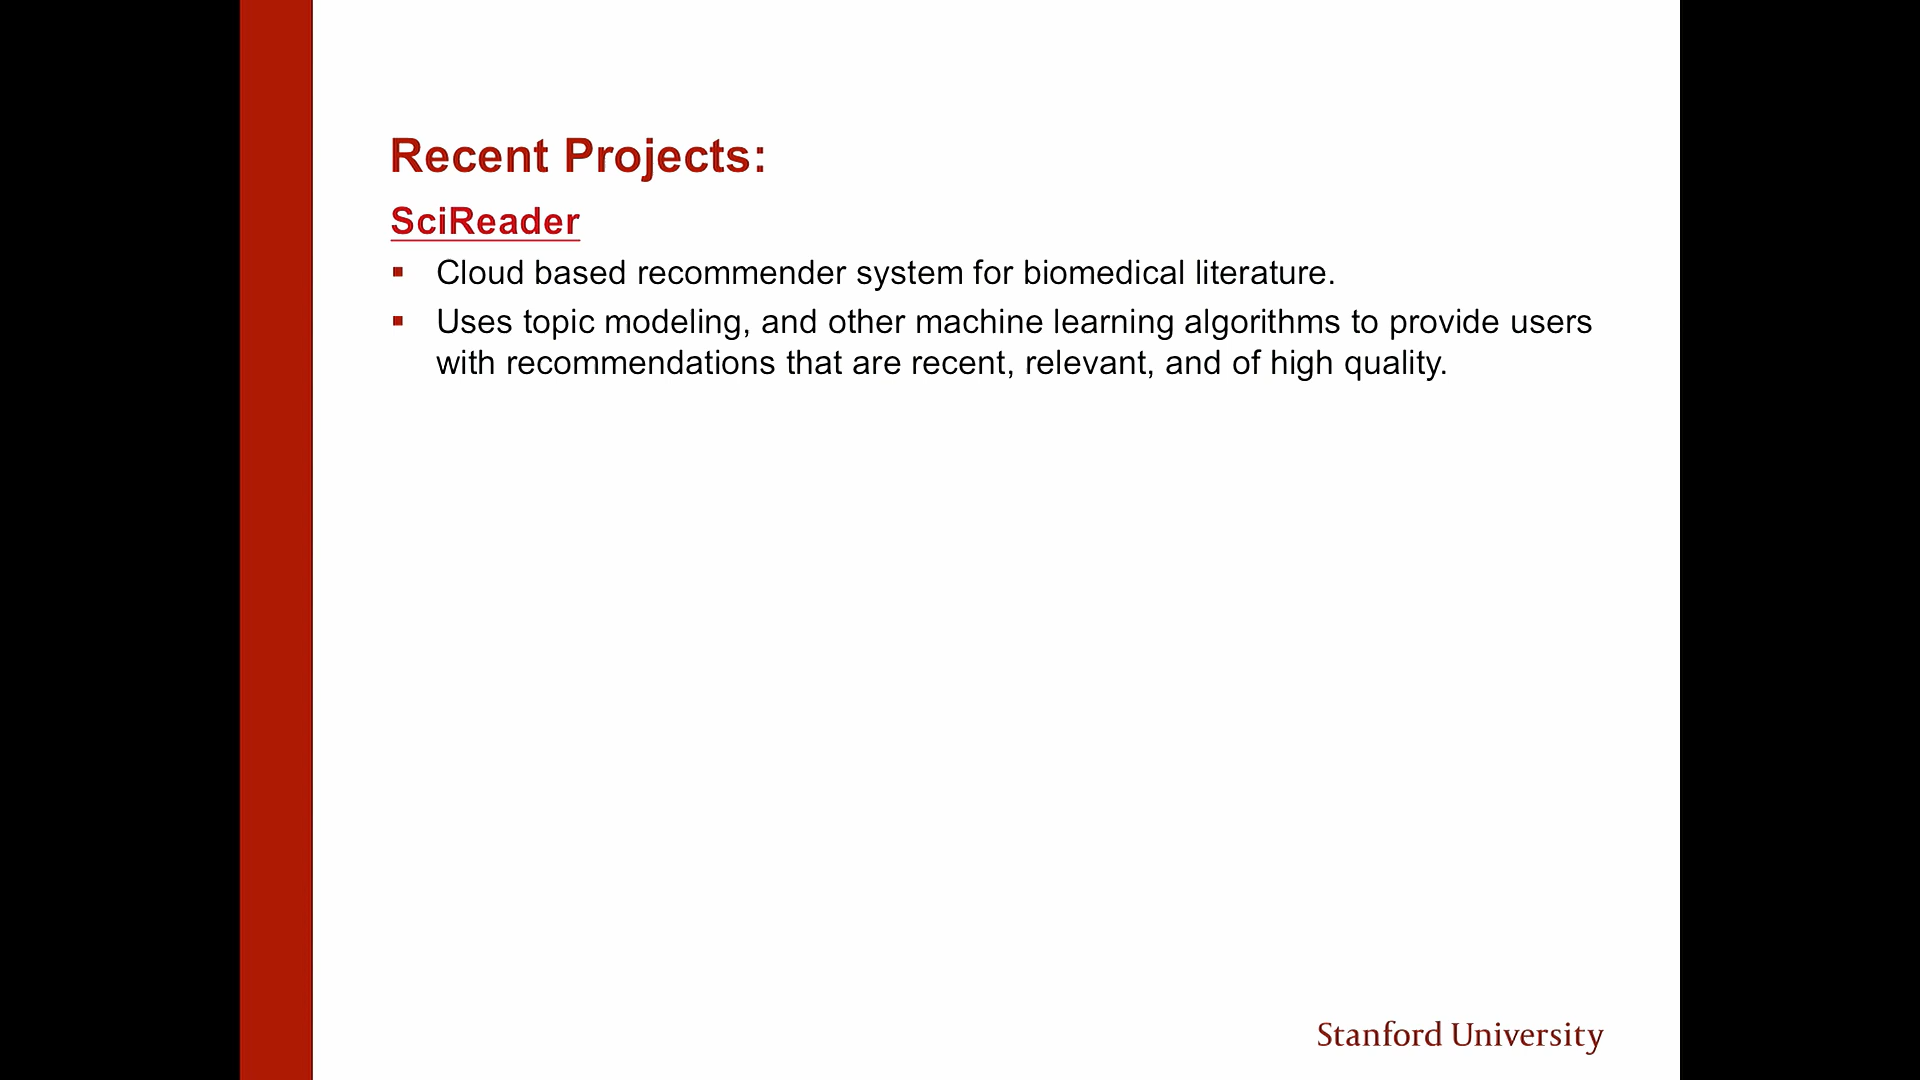 Recent Projects:
SciReader
▪ Cloud based recommender system for biomedical literature.
▪ Uses topic modeling, and other machine learning algorithms to provide users
with recommendations that are recent, relevant, and of high quality.
Stanford University